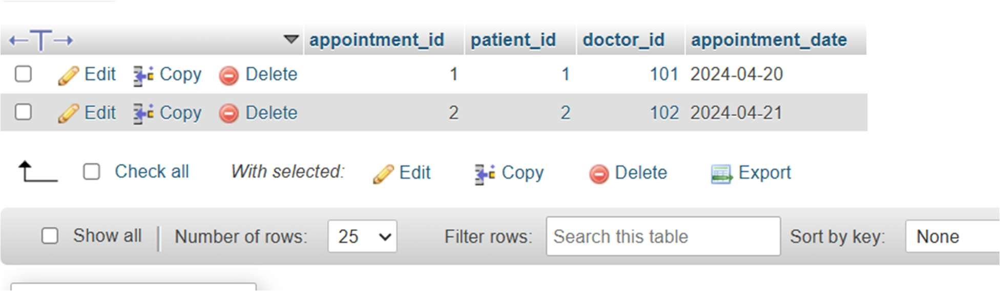 appointment_id patient_id doctor_id appointment_date
Edit Copy Delete 1 1 101 2024-04-20
Edit Copy Delete 2 2 102 2024-04-21
Check all With selected: Edit Copy Delete Export
Show all Number of rows: 25 Filter rows: Search this table Sort by key: None